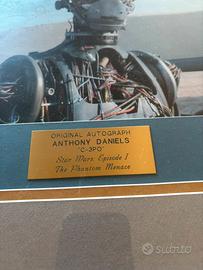 ORIGINAL AUTOGRAPH
ANTHONY DANIELS
"C-3PO"
Star Wars: Episode I
The Phantom Menace
subito